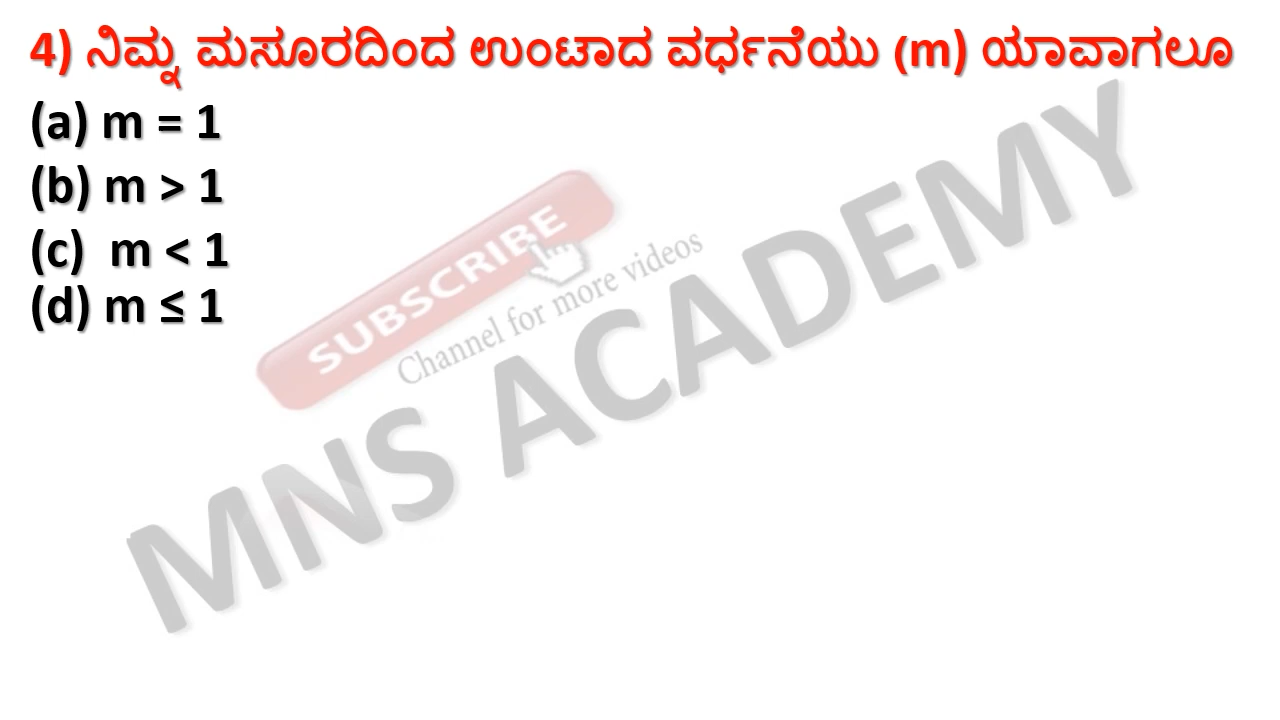 4) ನಿಮ್ನ ಮಸೂರದಿಂದ ಉಂಟಾದ ವರ್ಧನೆಯು (m) ಯಾವಾಗಲೂ
(a) m = 1
(b) m > 1
(c) m < 1
(d) m ≤ 1
SUBSCRIBE
Channel for more videos
MNS ACADEMY